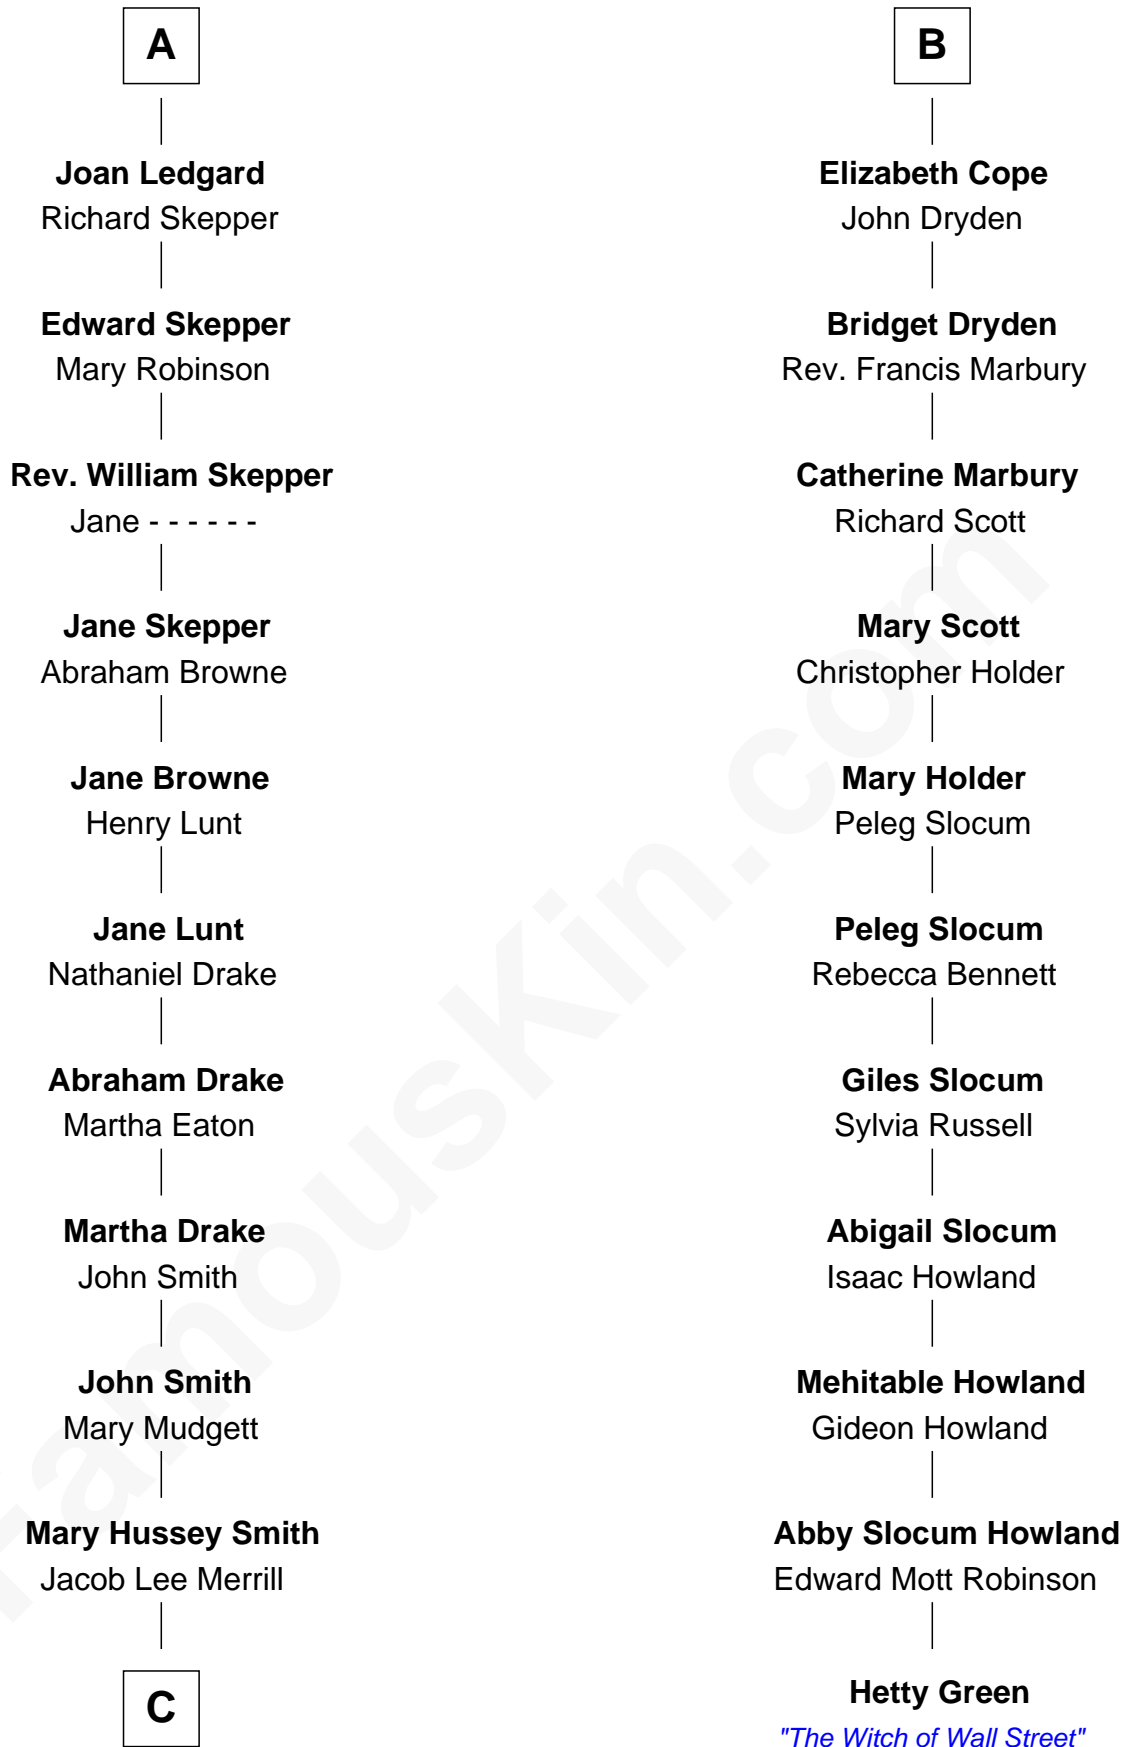 A
Joan Ledgard
Richard Skepper
Edward Skepper
Mary Robinson
Rev. William Skepper
Jane - - - - - -
Jane Skepper
Abraham Browne
Jane Browne
Henry Lunt
Jane Lunt
Nathaniel Drake
Abraham Drake
Martha Eaton
Martha Drake
John Smith
John Smith
Mary Mudgett
Mary Hussey Smith
Jacob Lee Merrill
C
B
Elizabeth Cope
John Dryden
Bridget Dryden
Rev. Francis Marbury
Catherine Marbury
Richard Scott
Mary Scott
Christopher Holder
Mary Holder
Peleg Slocum
Peleg Slocum
Rebecca Bennett
Giles Slocum
Sylvia Russell
Abigail Slocum
Isaac Howland
Mehitable Howland
Gideon Howland
Abby Slocum Howland
Edward Mott Robinson
Hetty Green
"The Witch of Wall Street"
FamousKin.com